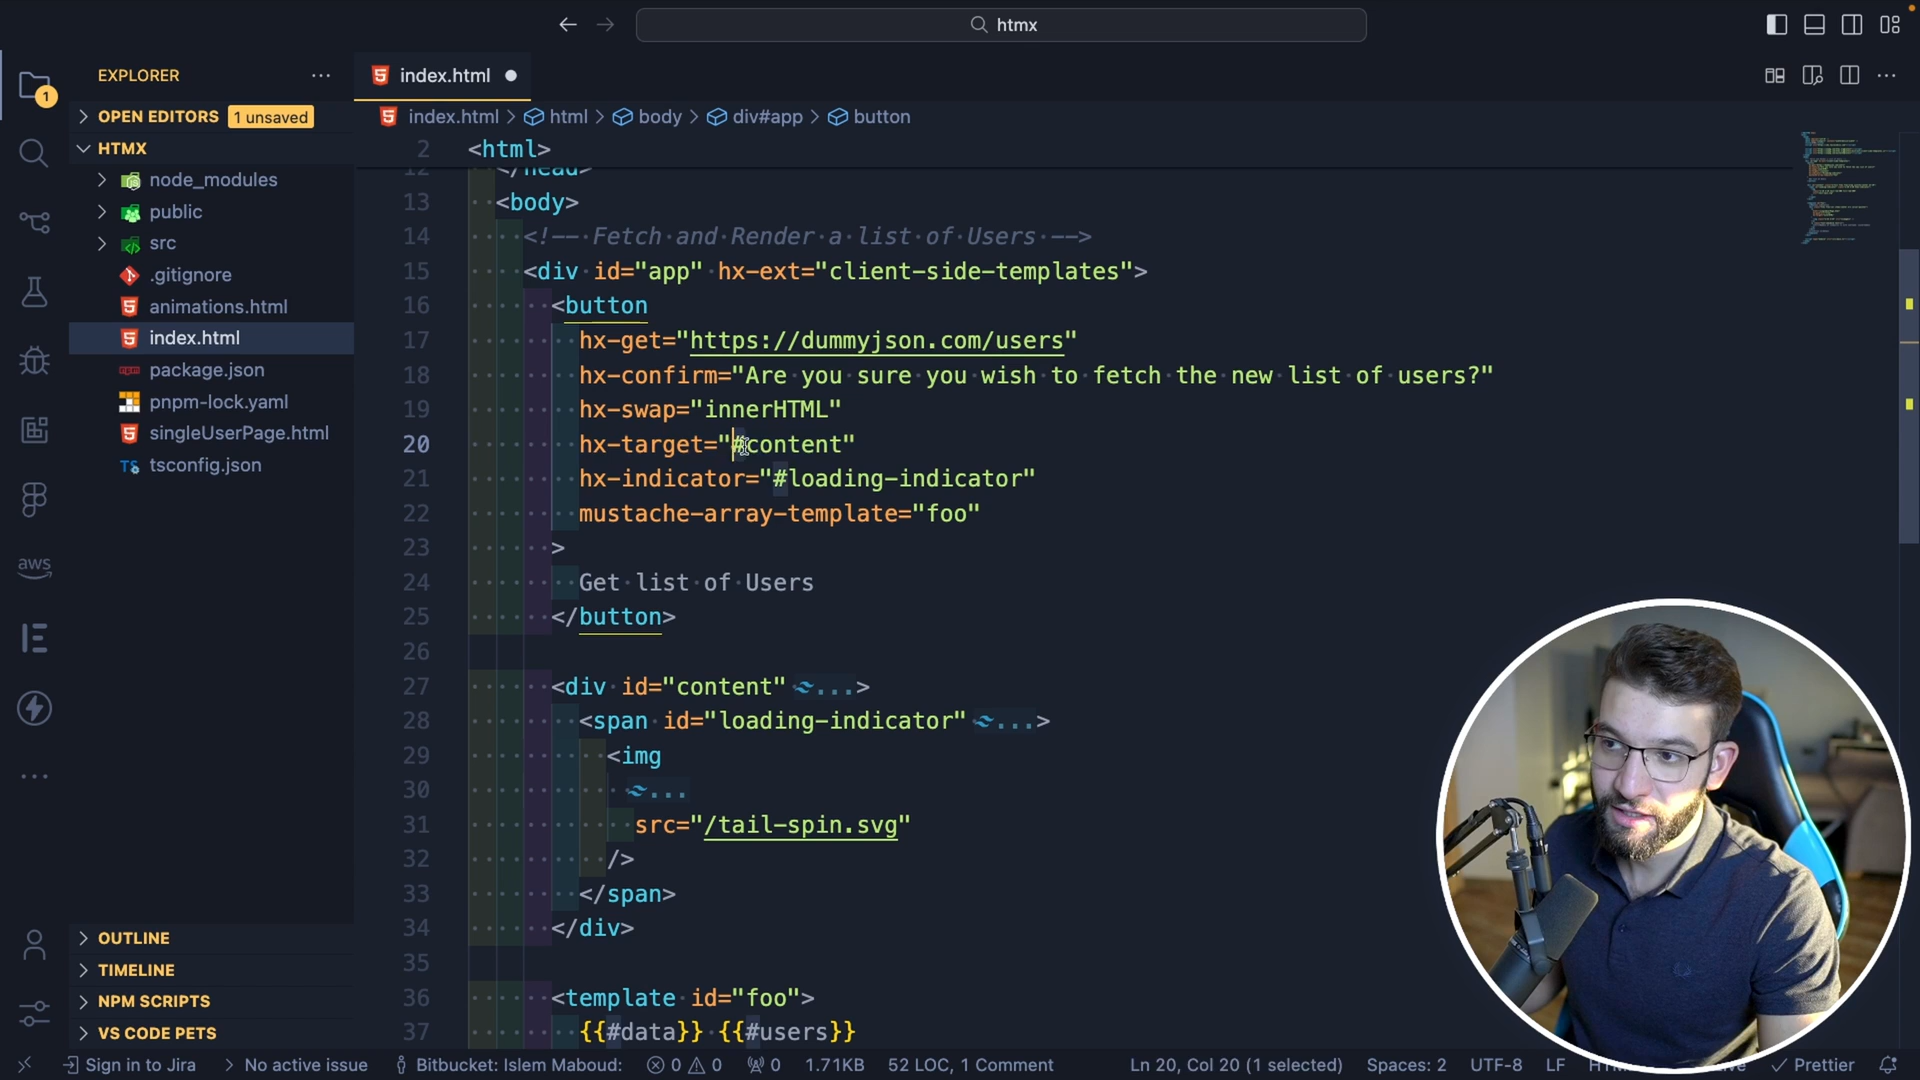 htmx
EXPLORER
index.html
OPEN EDITORS
1 unsaved
HTMX
node_modules
public
src
.gitignore
animations.html
index.html
package.json
pnpm-lock.yaml
singleUserPage.html
tsconfig.json
OUTLINE
TIMELINE
NPM SCRIPTS
VS CODE PETS
1
aws
index.html > html > body > div#app > button
2 <html>
12 </head>
13 <body>
14 <!-- Fetch and Render a list of Users -->
15 <div id="app" hx-ext="client-side-templates">
16 <button
17 hx-get="https://dummyjson.com/users"
18 hx-confirm="Are you sure you wish to fetch the new list of users?"
19 hx-swap="innerHTML"
20 hx-target="#content"
21 hx-indicator="#loading-indicator"
22 mustache-array-template="foo"
23 >
24 Get list of Users
25 </button>
26
27 <div id="content" ...>
28 <span id="loading-indicator" ...>
29 <img
30 ...
31 src="/tail-spin.svg"
32 />
33 </span>
34 </div>
35
36 <template id="foo">
37 {{#data}} {{#users}}
Sign in to Jira
No active issue
Bitbucket: Islem Maboud:
0 0
0
1.71KB
52 LOC, 1 Comment
Ln 20, Col 20 (1 selected)
Spaces: 2
UTF-8
LF
Prettier